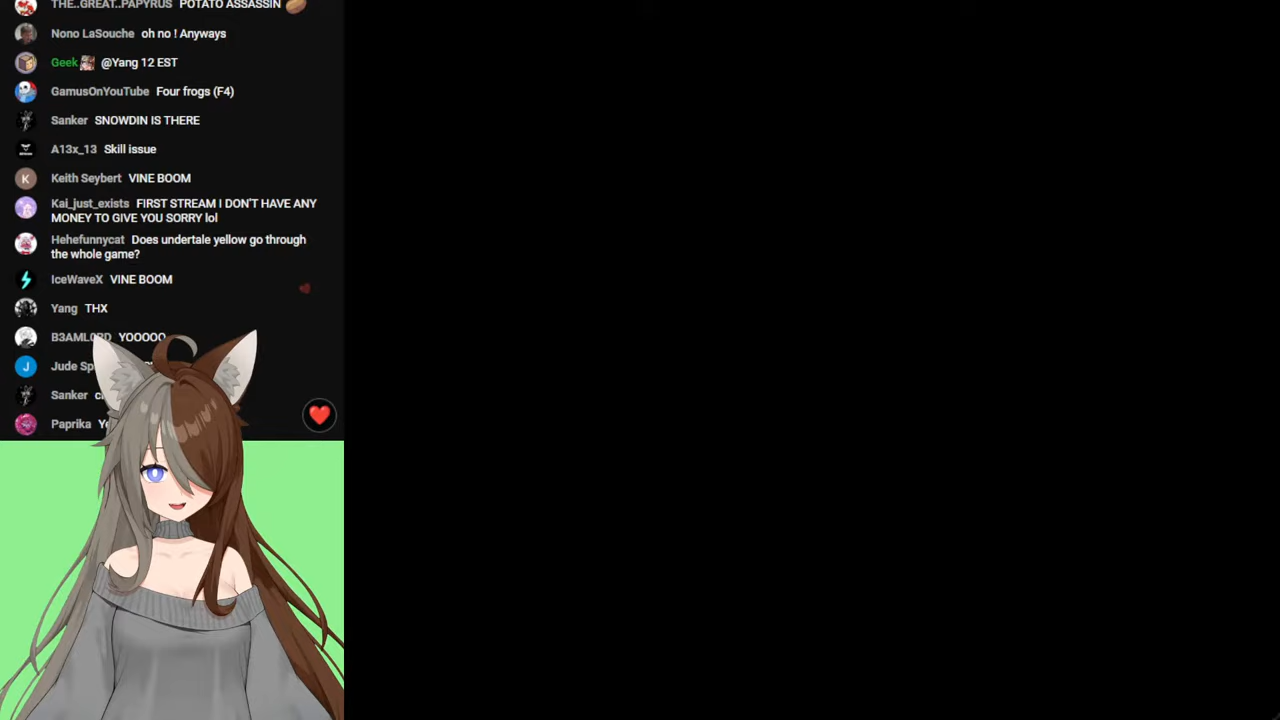 THE..GREAT..PAPYRUS POTATO ASSASSIN
Nono LaSouche oh no ! Anyways
Geek @Yang 12 EST
GamusOnYouTube Four frogs (F4)
Sanker SNOWDIN IS THERE
A13x_13 Skill issue
Keith Seybert VINE BOOM
Kai_just_exists FIRST STREAM I DON'T HAVE ANY
MONEY TO GIVE YOU SORRY lol
Hehefunnycat Does undertale yellow go through
the whole game?
IceWaveX VINE BOOM
Yang THX
YOOOOO
Jude
Sanker
Paprika